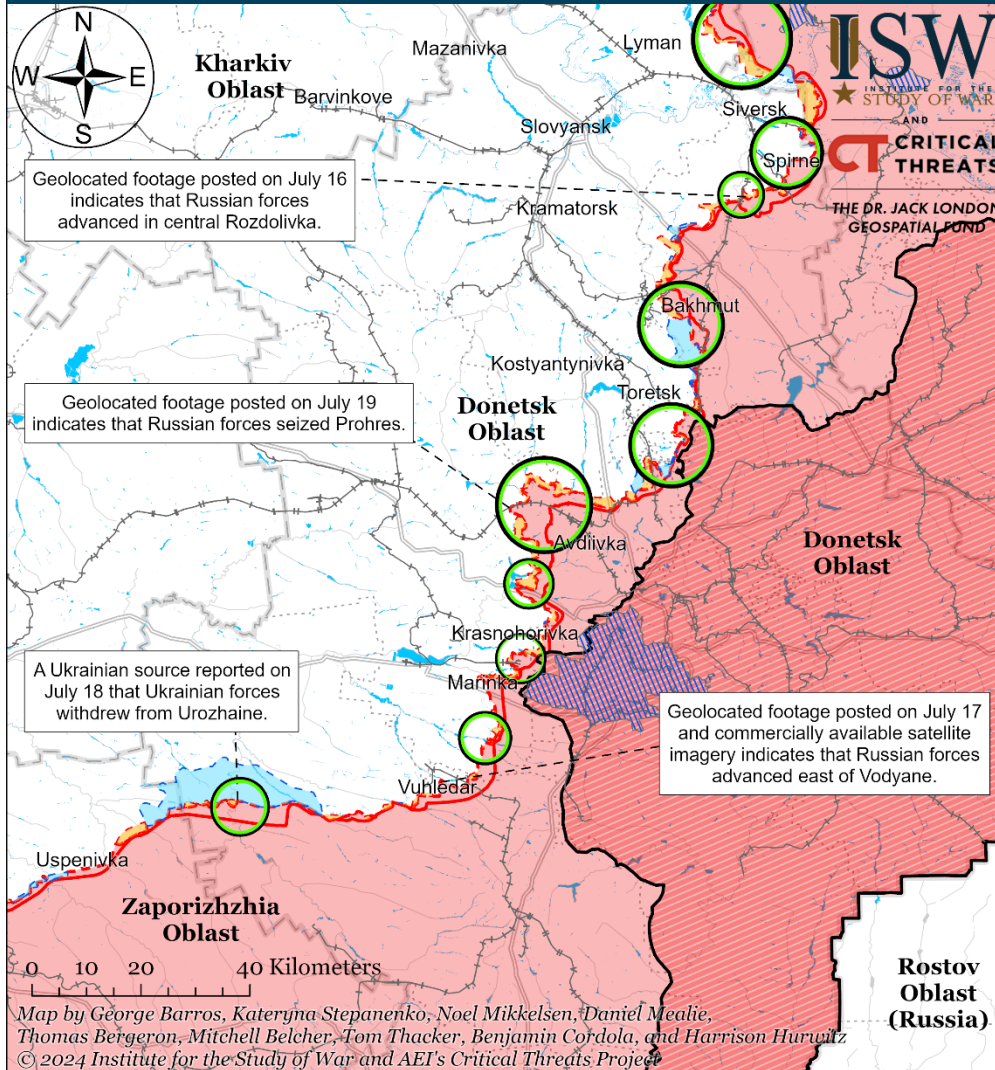 N
W
E
S
Mazanivka
Lyman
ISW
INSTITUTE FOR THE
STUDY OF WAR
AND
CT CRITICAL
THREATS
THE DR. JACK LONDON
GEOSPATIAL FUND
Kharkiv
Oblast
Barvinkove
Slovyansk
Siversk
Spirne
Geolocated footage posted on July 16
indicates that Russian forces
advanced in central Rozdolivka.
Kramatorsk
Bakhmut
Kostyantynivka
Toretsk
Geolocated footage posted on July 19
indicates that Russian forces seized Prohres.
Donetsk
Oblast
Avdiivka
Donetsk
Oblast
Krasnohorivka
Marinka
A Ukrainian source reported on
July 18 that Ukrainian forces
withdrew from Urozhaine.
Geolocated footage posted on July 17
and commercially available satellite
imagery indicates that Russian forces
advanced east of Vodyane.
Vuhledar
Uspenivka
Zaporizhzhia
Oblast
Rostov
Oblast
(Russia)
0 10 20 40 Kilometers
Map by George Barros, Kateryna Stepanenko, Noel Mikkelsen, Daniel Mealie,
Thomas Bergeron, Mitchell Belcher, Tom Thacker, Benjamin Cordola, and Harrison Hurwitz
© 2024 Institute for the Study of War and AEI's Critical Threats Project